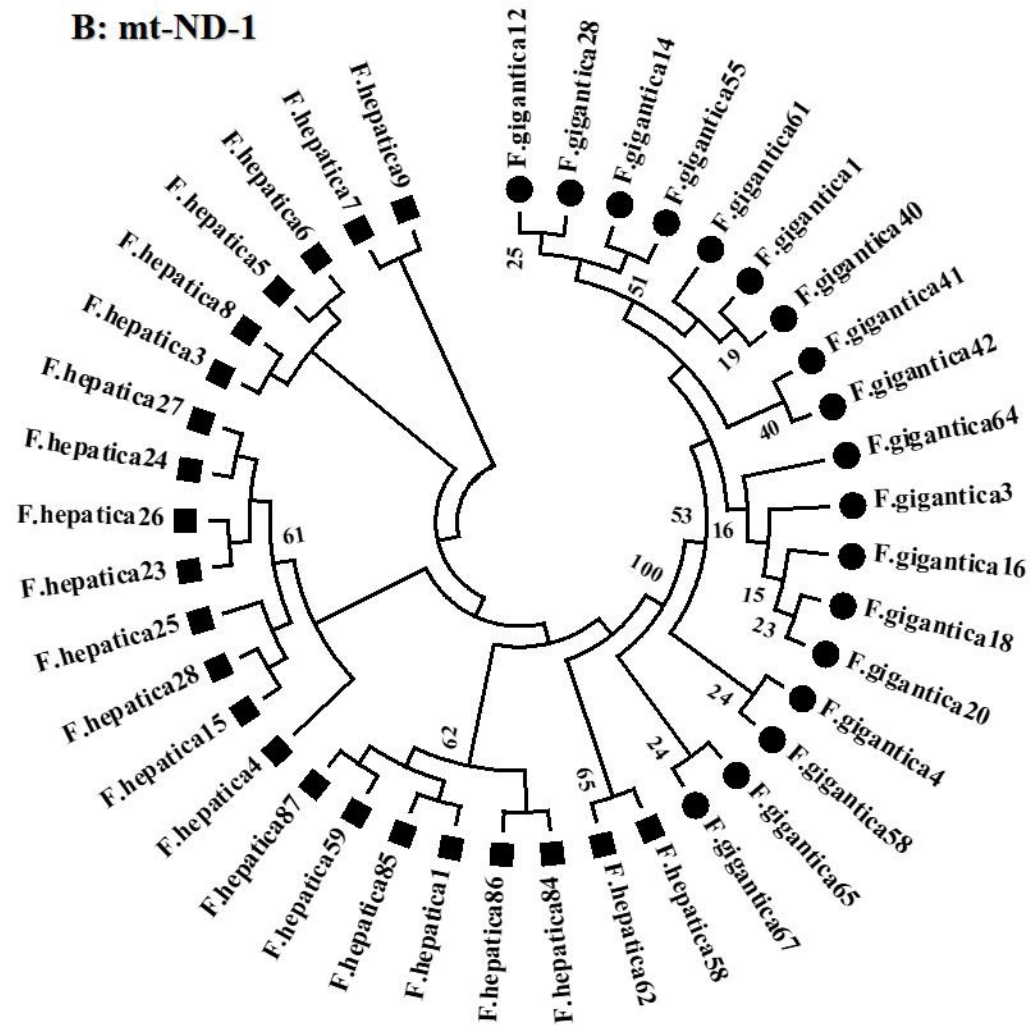 B: mt-ND-1
F.gigantica12
F.gigantica28
F.gigantica14
F.gigantica55
F.gigantica61
F.gigantica1
F.gigantica40
F.gigantica41
F.gigantica42
F.gigantica64
F.gigantica3
F.gigantica16
F.gigantica18
F.gigantica20
F.gigantica4
F.gigantica58
F.gigantica65
F.gigantica67
F.hepatica58
F.hepatica62
F.hepatica84
F.hepatica86
F.hepatica1
F.hepatica85
F.hepatica59
F.hepatica87
F.hepatica4
F.hepatica15
F.hepatica28
F.hepatica25
F.hepatica23
F.hepatica26
F.hepatica24
F.hepatica27
F.hepatica3
F.hepatica8
F.hepatica5
F.hepatica6
F.hepatica7
F.hepatica9
25
51
19
40
53
16
100
15
23
24
24
65
62
61